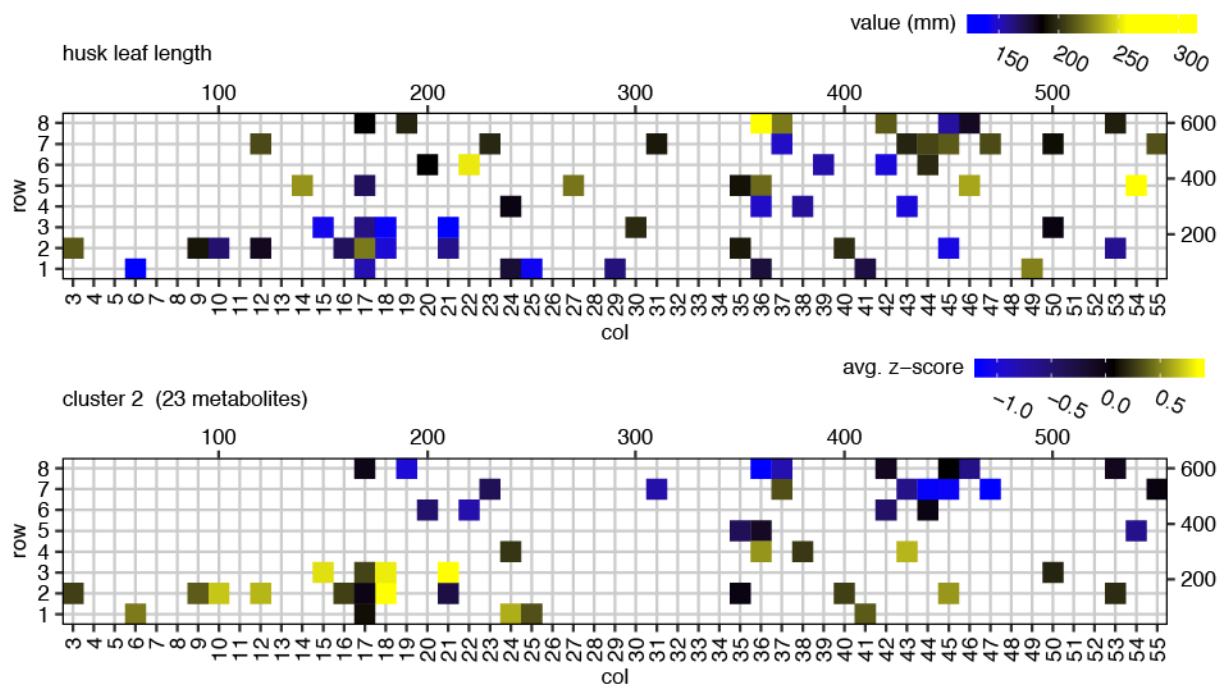 value (mm)
150 200 250 300
husk leaf length
100 200 300 400 500
8 600
7
6
5 400
row
4
3
2 200
1
3 4 5 6 7 8 9 10 11 12 13 14 15 16 17 18 19 20 21 22 23 24 25 26 27 28 29 30 31 32 33 34 35 36 37 38 39 40 41 42 43 44 45 46 47 48 49 50 51 52 53 54 55
col
avg. z−score
−1.0 −0.5 0.0 0.5
cluster 2 (23 metabolites)
100 200 300 400 500
8 600
7
6
5 400
row
4
3
2 200
1
3 4 5 6 7 8 9 10 11 12 13 14 15 16 17 18 19 20 21 22 23 24 25 26 27 28 29 30 31 32 33 34 35 36 37 38 39 40 41 42 43 44 45 46 47 48 49 50 51 52 53 54 55
col